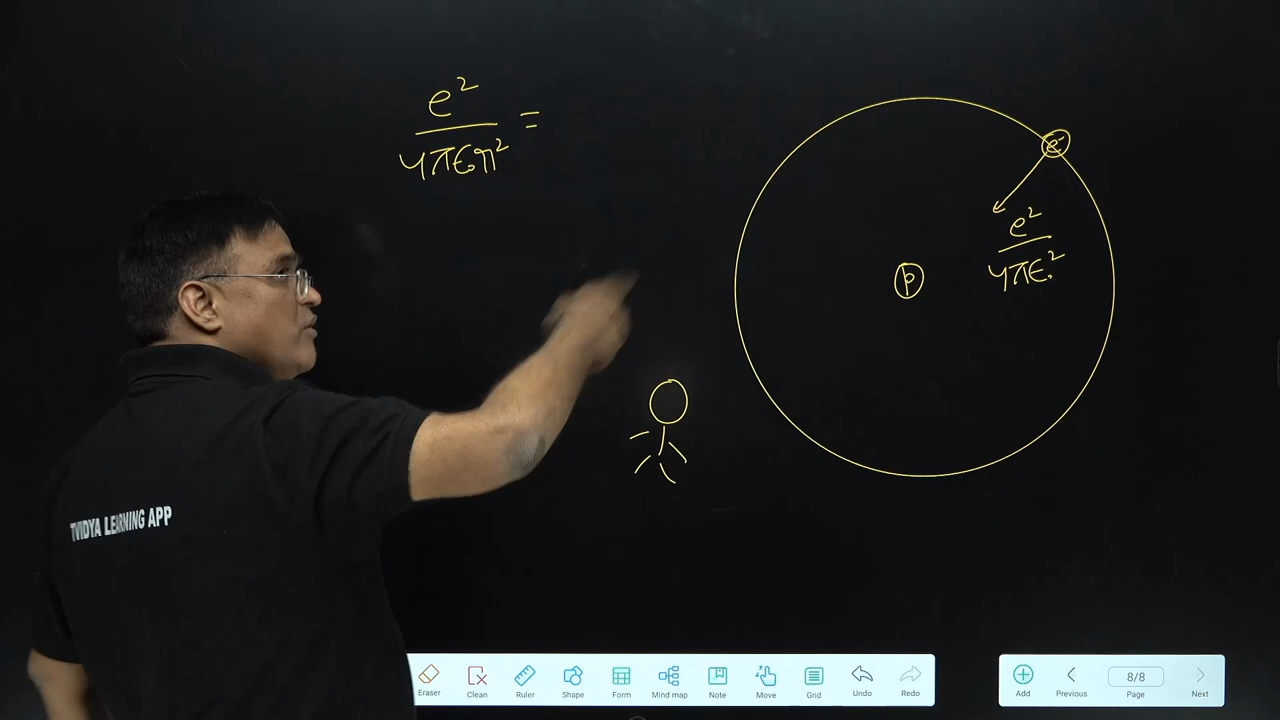 e²
4πε₀r² =
e⁻
e²
4πε₀²
p
TVIDYA LEARNING APP
Eraser Clean Ruler Shape Form Mind map Note Move Grid Undo Redo
Add Previous 8/8 Page Next